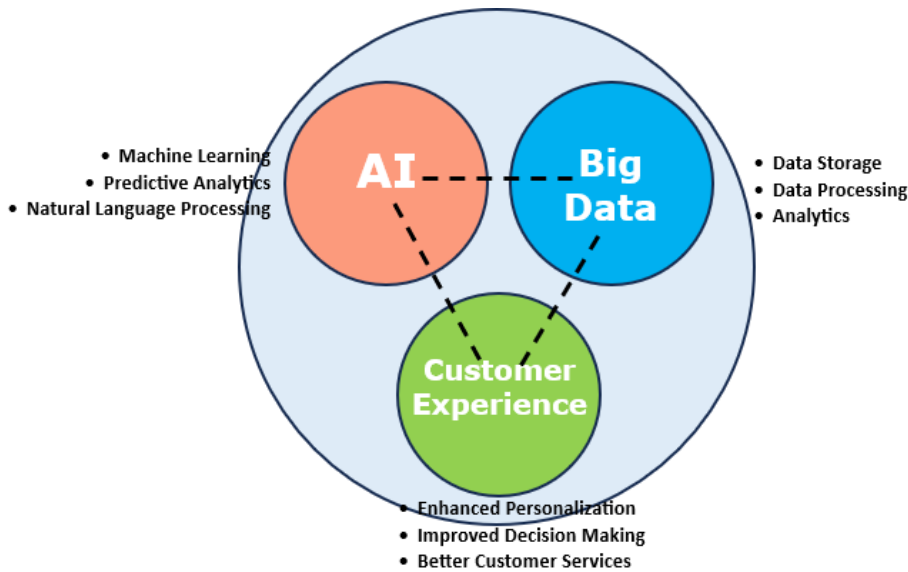 AI
• Machine Learning
• Predictive Analytics
• Natural Language Processing
Big
Data
• Data Storage
• Data Processing
• Analytics
Customer
Experience
• Enhanced Personalization
• Improved Decision Making
• Better Customer Services